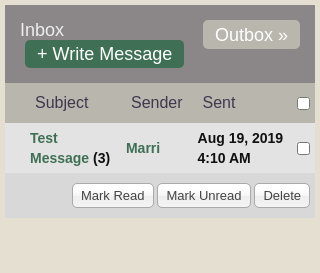 Inbox
Outbox »
+ Write Message
Subject Sender Sent
Test Message (3) Marri Aug 19, 2019 4:10 AM
Mark Read Mark Unread Delete